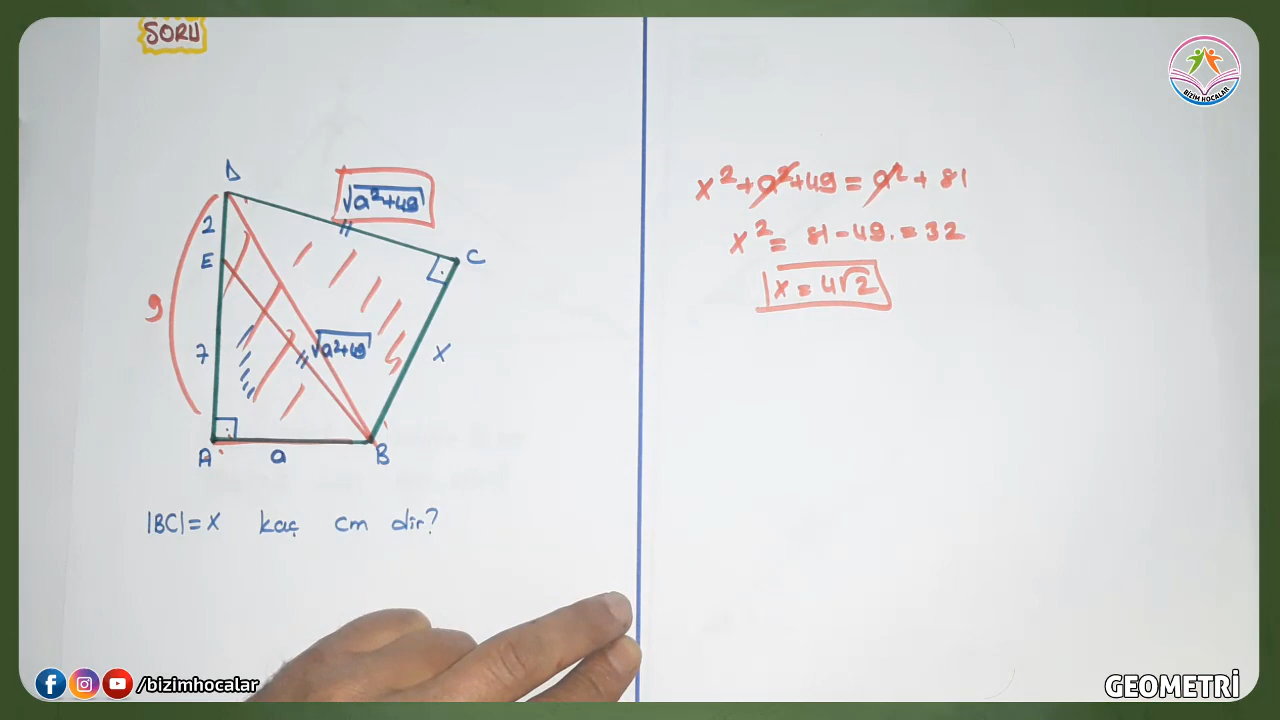 SORU
BİZİM HOCALAR
D
√a²+49
2
E
C
9
7
√a²+49
x
A
a
B
|BC|=x kaç cm dir?
x²+a²+49=a²+81
x²=81-49.=32
x=4√2
/bizimhocalar
GEOMETRİ